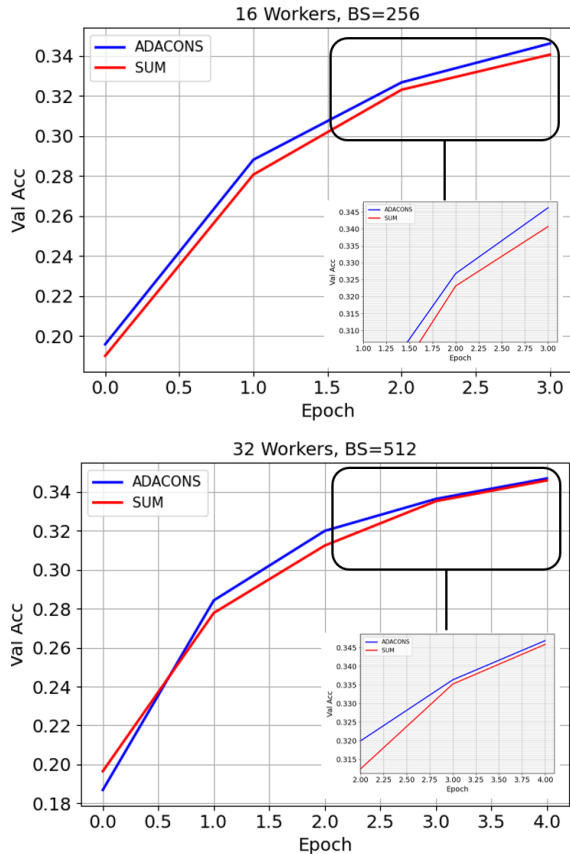 16 Workers, BS=256
ADACONS
SUM
Val Acc
0.34
0.32
0.30
0.28
0.26
0.24
0.22
0.20
0.0 0.5 1.0 1.5 2.0 2.5 3.0
Epoch
ADACONS
SUM
Val Acc
0.345
0.340
0.335
0.330
0.325
0.320
0.315
0.310
1.00 1.25 1.50 1.75 2.00 2.25 2.50 2.75 3.00
Epoch
32 Workers, BS=512
ADACONS
SUM
Val Acc
0.34
0.32
0.30
0.28
0.26
0.24
0.22
0.20
0.18
0.0 0.5 1.0 1.5 2.0 2.5 3.0 3.5 4.0
Epoch
ADACONS
SUM
Val Acc
0.345
0.340
0.335
0.330
0.325
0.320
0.315
2.00 2.25 2.50 2.75 3.00 3.25 3.50 3.75 4.00
Epoch